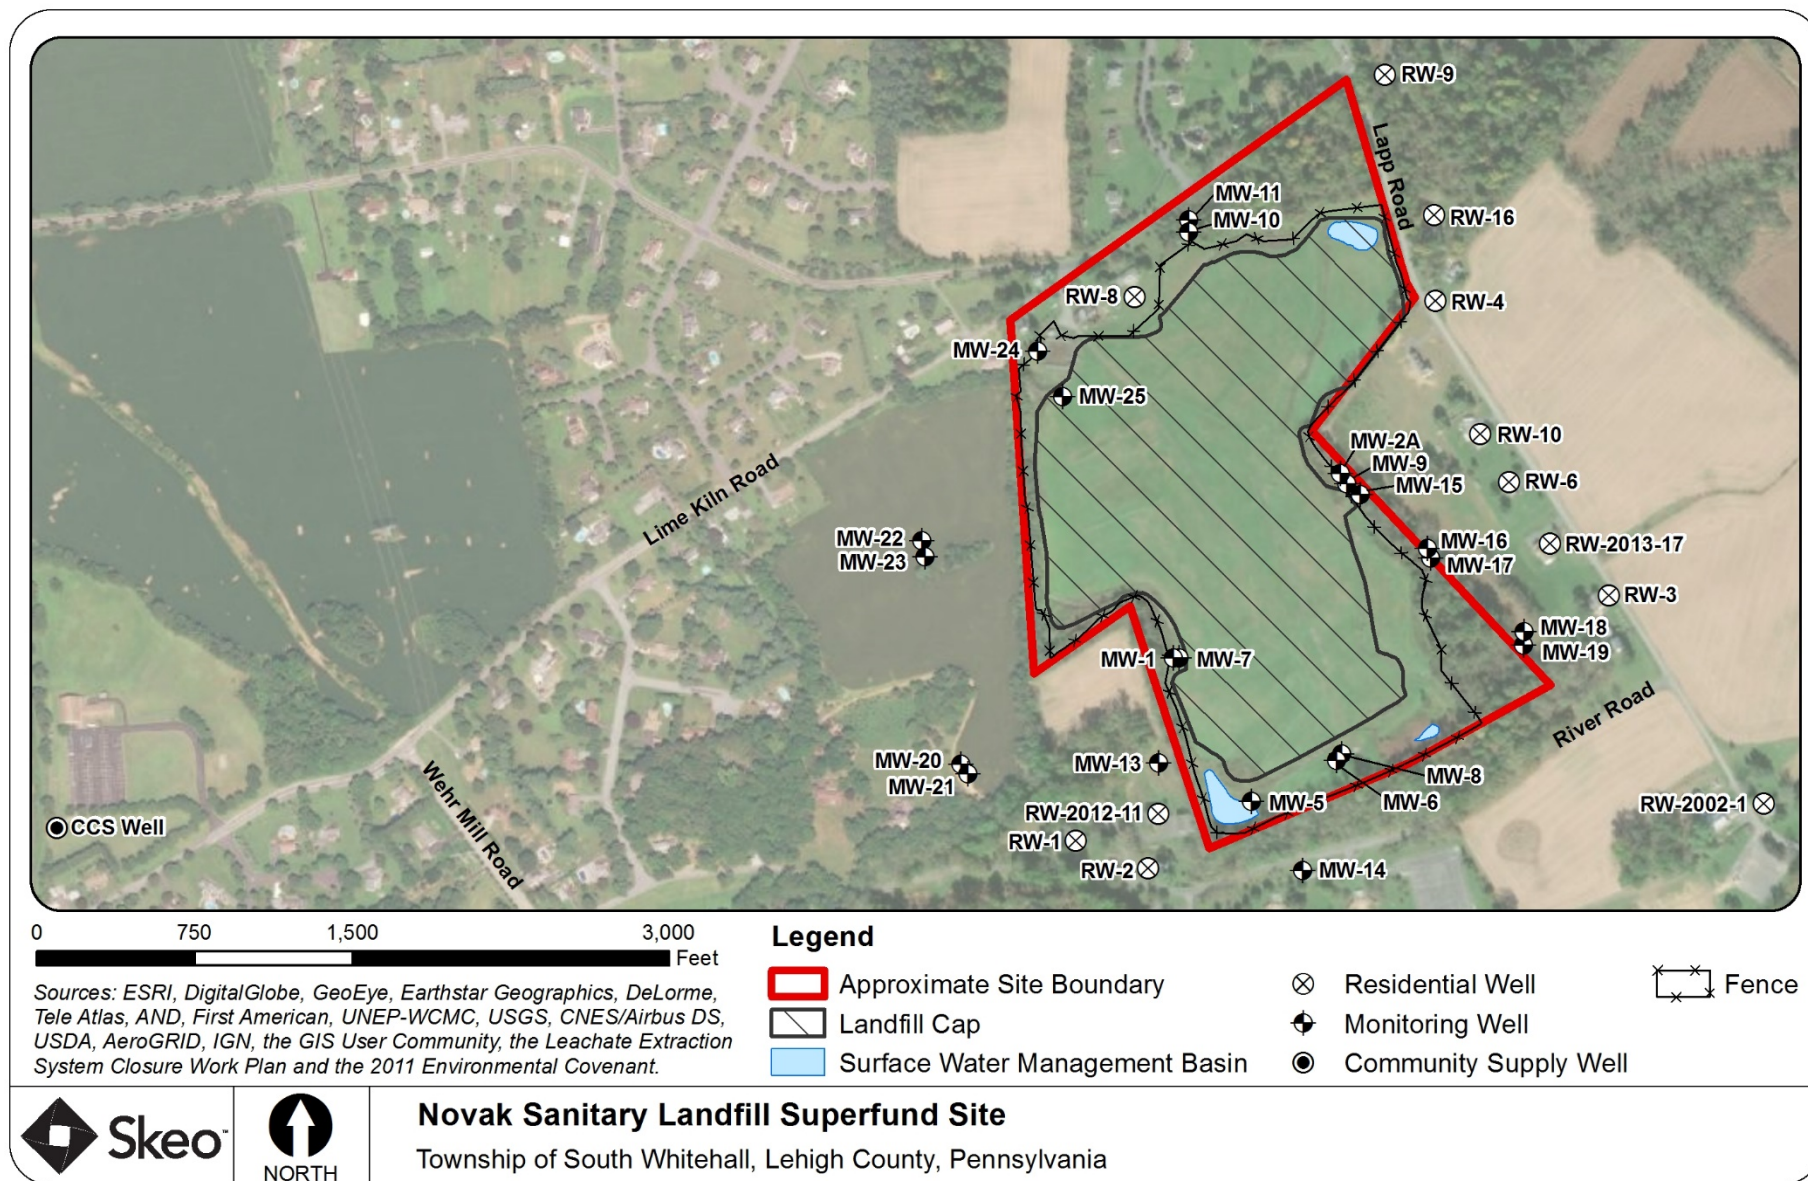 RW-9
Lapp Road
MW-11
MW-10
RW-16
RW-8
RW-4
MW-24
MW-25
RW-10
MW-2A
MW-9
MW-15
RW-6
Lime Kiln Road
MW-22
MW-23
MW-16
MW-17
RW-2013-17
RW-3
MW-18
MW-19
MW-1
MW-7
River Road
MW-20
MW-21
MW-13
MW-8
MW-6
MW-5
Wehr Mill Road
RW-2012-11
RW-2002-1
CCS Well
RW-1
RW-2
MW-14
0 750 1,500 3,000
Feet
Sources: ESRI, DigitalGlobe, GeoEye, Earthstar Geographics, DeLorme,
Tele Atlas, AND, First American, UNEP-WCMC, USGS, CNES/Airbus DS,
USDA, AeroGRID, IGN, the GIS User Community, the Leachate Extraction
System Closure Work Plan and the 2011 Environmental Covenant.
Legend
Approximate Site Boundary
Landfill Cap
Surface Water Management Basin
Residential Well
Monitoring Well
Community Supply Well
Fence
Skeo™
NORTH
Novak Sanitary Landfill Superfund Site
Township of South Whitehall, Lehigh County, Pennsylvania